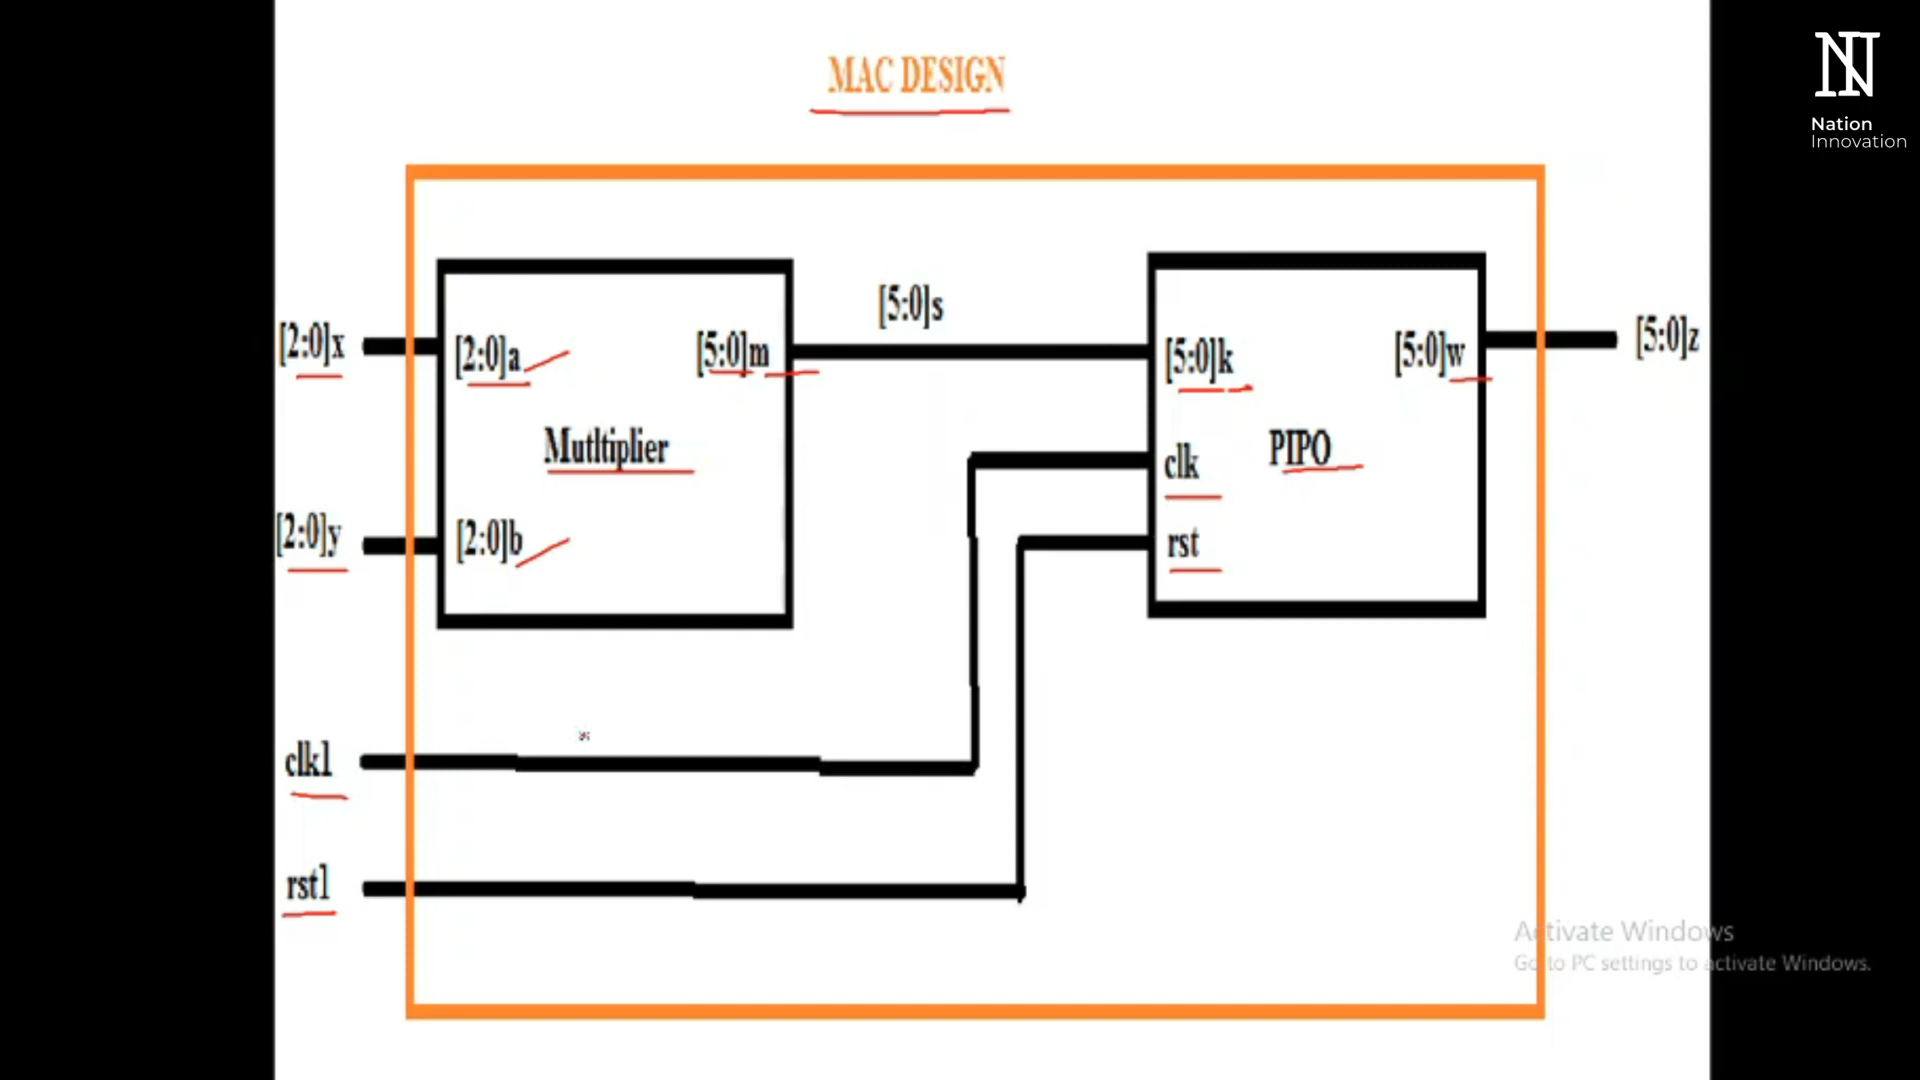 MAC DESIGN
Nation
Innovation
[5:0]s
[2:0]x
[2:0]a
[5:0]m
[5:0]k
[5:0]w
[5:0]z
Mutltiplier
PIPO
clk
[2:0]y
[2:0]b
rst
clk1
rst1
Activate Windows
Go to PC settings to activate Windows.